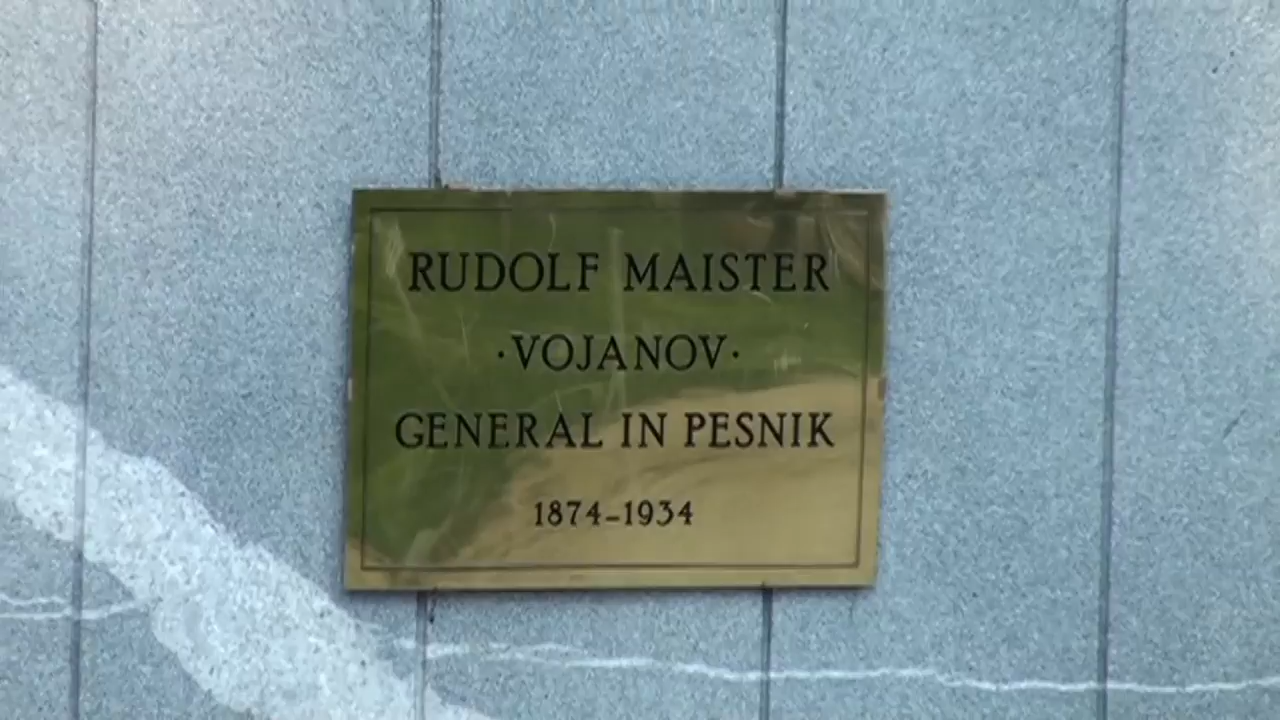 RUDOLF MAISTER
·VOJANOV·
GENERAL IN PESNIK
1874-1934